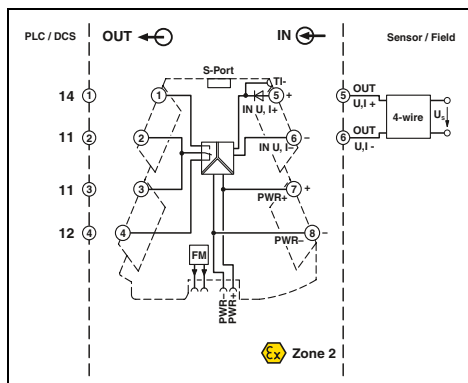 PLC / DCS OUT IN Sensor / Field
S-Port
TI-
14 1 1 5 + 5 OUT
U,I +
IN U, I+
4-wire
US
11 2 2 6 – 6 OUT
U,I -
IN U, I–
11 3 3 7 +
PWR+
12 4 4 8 –
PWR–
FM
PWR–
PWR+
Ex Zone 2